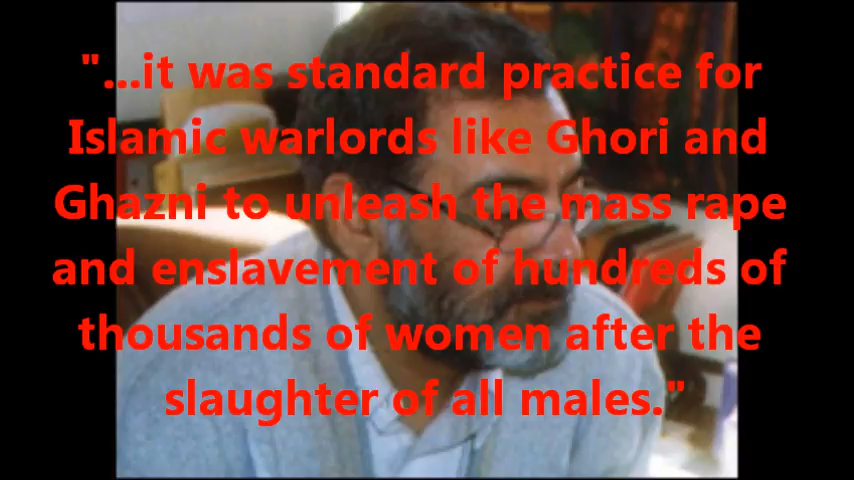 "...it was standard practice for
Islamic warlords like Ghori and
Ghazni to unleash the mass rape
and enslavement of hundreds of
thousands of women after the
slaughter of all males."